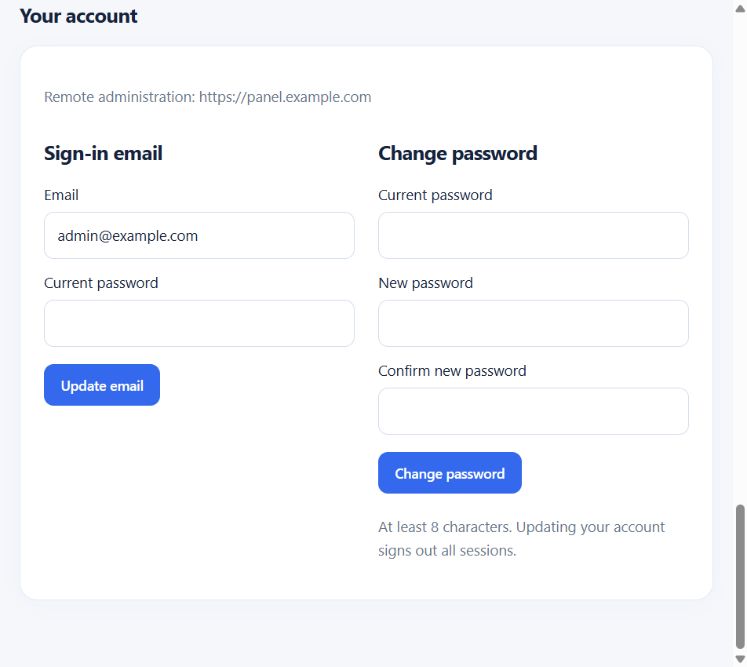 Your account
Remote administration: https://panel.example.com
Sign-in email
Email
admin@example.com
Current password
Update email
Change password
Current password
New password
Confirm new password
Change password
At least 8 characters. Updating your account
signs out all sessions.